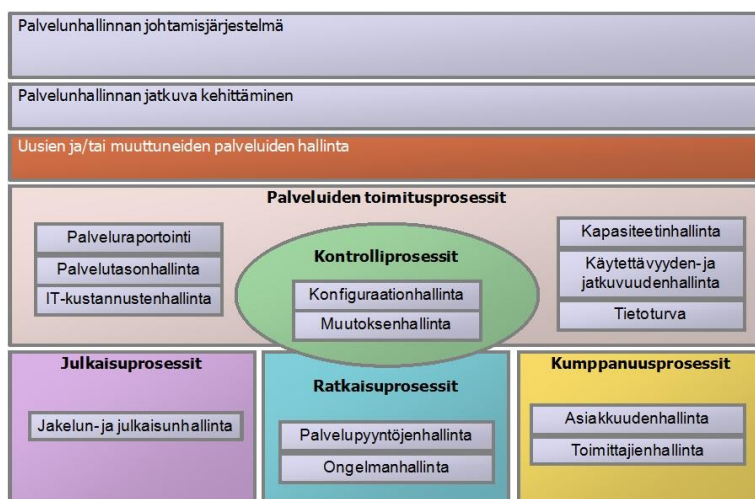 Palvelunhallinnan johtamisjärjestelmä
Palvelunhallinnan jatkuva kehittäminen
Uusien ja/tai muuttuneiden palveluiden hallinta
Palveluiden toimitusprosessit
Palveluraportointi
Palvelutasonhallinta
IT-kustannustenhallinta
Kontrolliprosessit
Konfiguraationhallinta
Muutoksenhallinta
Kapasiteetinhallinta
Käytettävyyden-ja
jatkuvuudenhallinta
Tietoturva
Julkaisuprosessit
Jakelun-ja julkaisunhallinta
Ratkaisuprosessit
Palvelupyyntöjenhallinta
Ongelmanhallinta
Kumppanuusprosessit
Asiakkuudenhallinta
Toimittajienhallinta